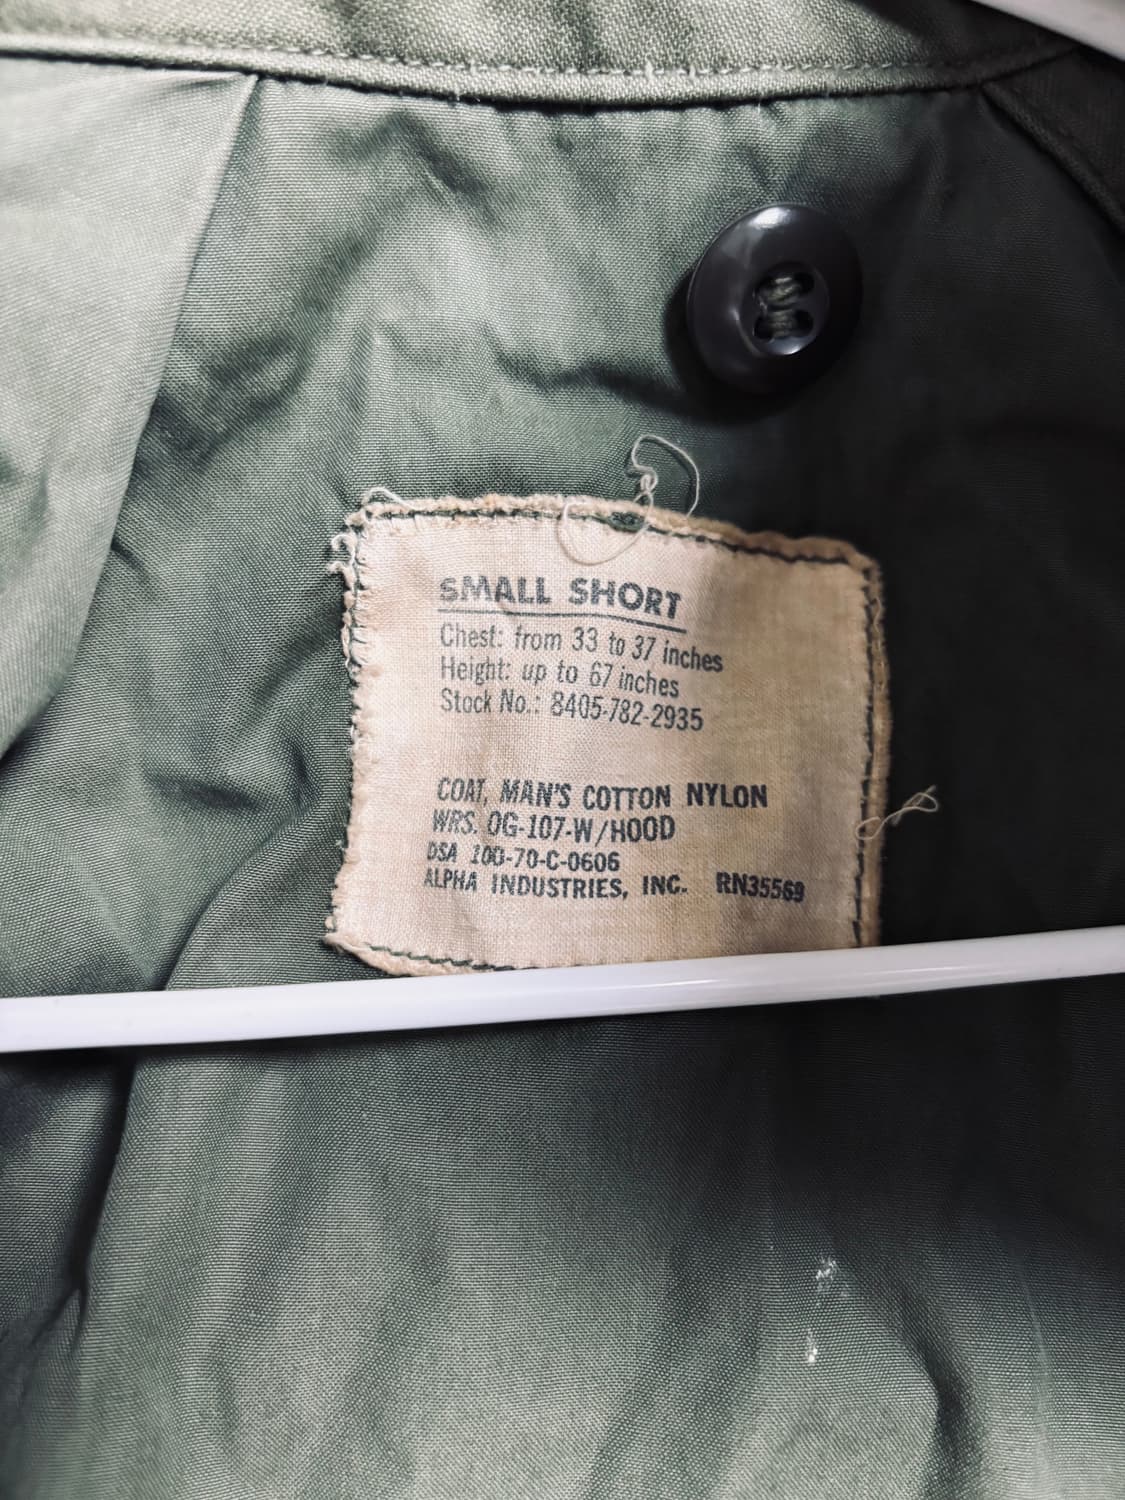 SMALL SHORT
Chest: from 33 to 37 inches
Height: up to 67 inches
Stock No.: 8405-782-2935
COAT, MAN'S COTTON NYLON
WRS. OG-107-W/HOOD
DSA 100-70-C-0606
ALPHA INDUSTRIES, INC. RN35569